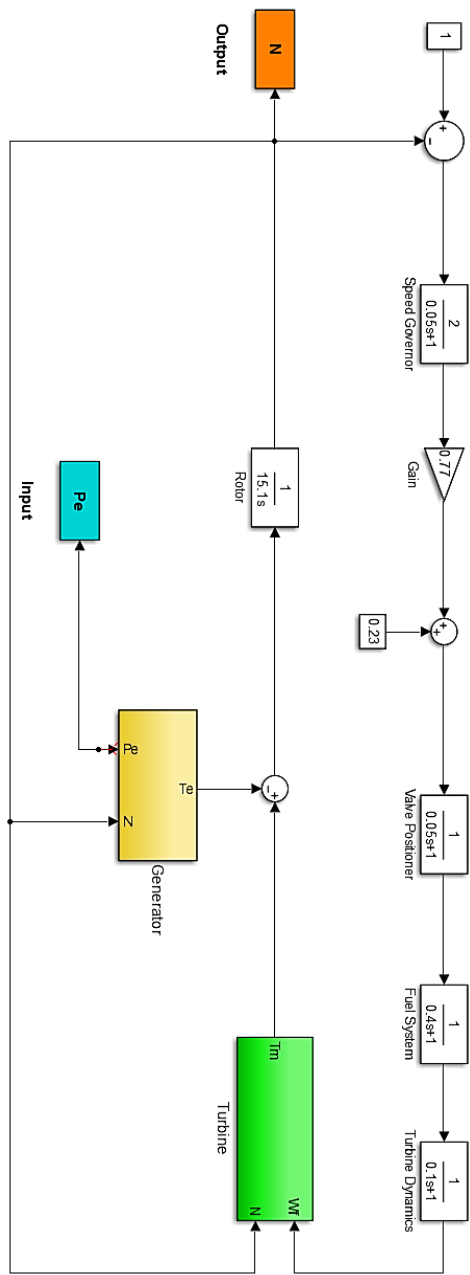 1
+
-
2
0.05s+1
Speed Governor
0.77
Gain
+
+
0.23
1
0.05s+1
Valve Positioner
1
0.4s+1
Fuel System
1
0.1s+1
Turbine Dynamics
N
Output
1
15.1s
Rotor
+
-
Tm
Wf
N
Turbine
Pe
Input
Te
Pe
N
Generator